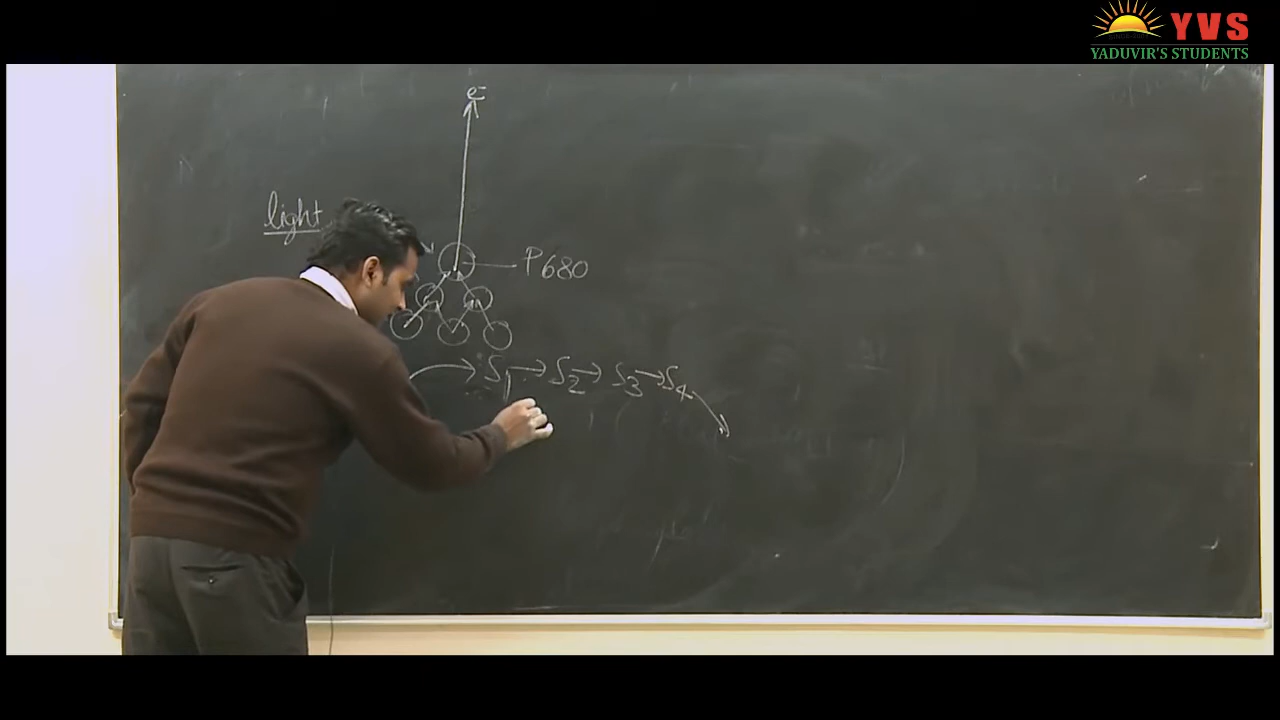 YVS
YADUVIR'S STUDENTS
e-
light
P680
S1 → S2 → S3 → S4